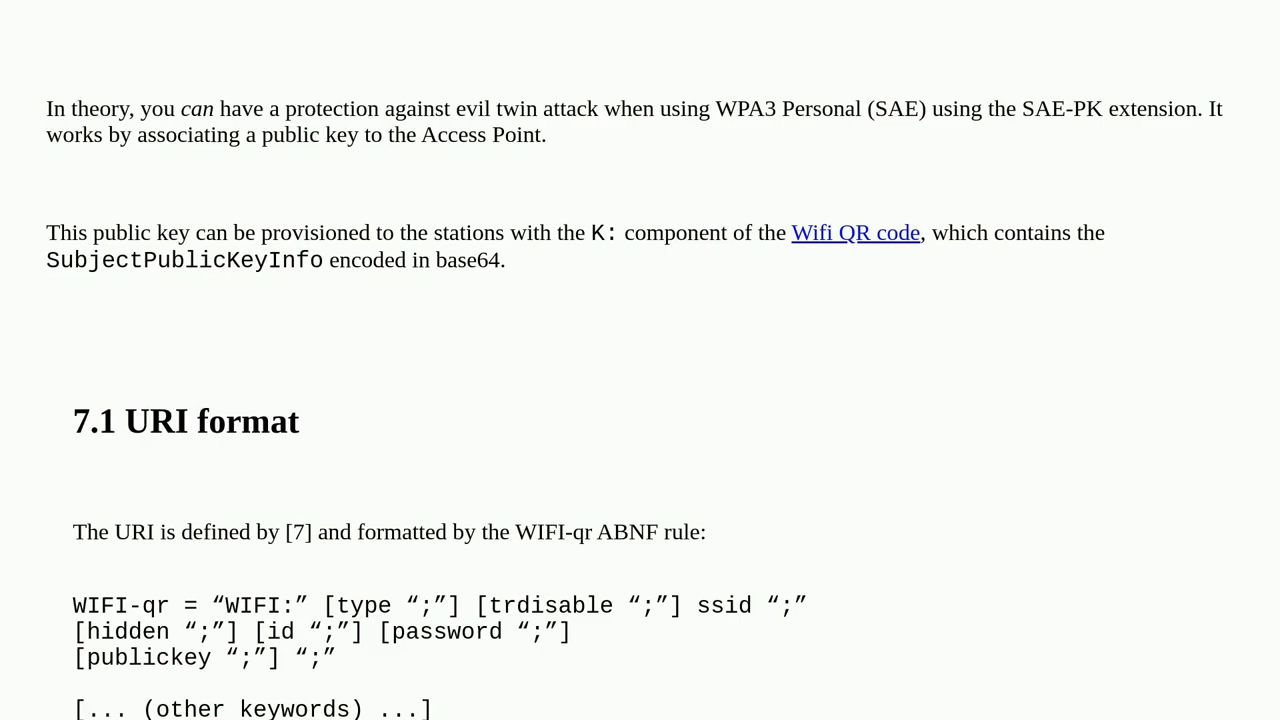 In theory, you can have a protection against evil twin attack when using WPA3 Personal (SAE) using the SAE-PK extension. It
works by associating a public key to the Access Point.
This public key can be provisioned to the stations with the K: component of the Wifi QR code, which contains the
SubjectPublicKeyInfo encoded in base64.
7.1 URI format
The URI is defined by [7] and formatted by the WIFI-qr ABNF rule:
WIFI-qr = “WIFI:” [type “;”] [trdisable “;”] ssid “;”
[hidden “;”] [id “;”] [password “;”]
[publickey “;”] “;”
[... (other keywords) ...]